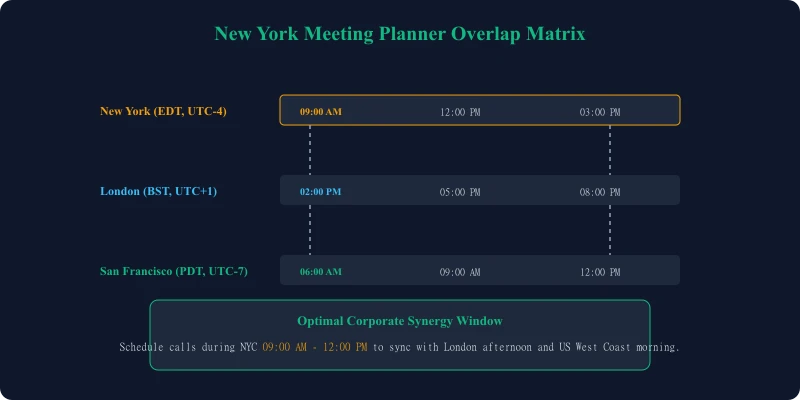 New York Meeting Planner Overlap Matrix
New York (EDT, UTC-4) 09:00 AM 12:00 PM 03:00 PM
London (BST, UTC+1) 02:00 PM 05:00 PM 08:00 PM
San Francisco (PDT, UTC-7) 06:00 AM 09:00 AM 12:00 PM
Optimal Corporate Synergy Window
Schedule calls during NYC 09:00 AM - 12:00 PM to sync with London afternoon and US West Coast morning.